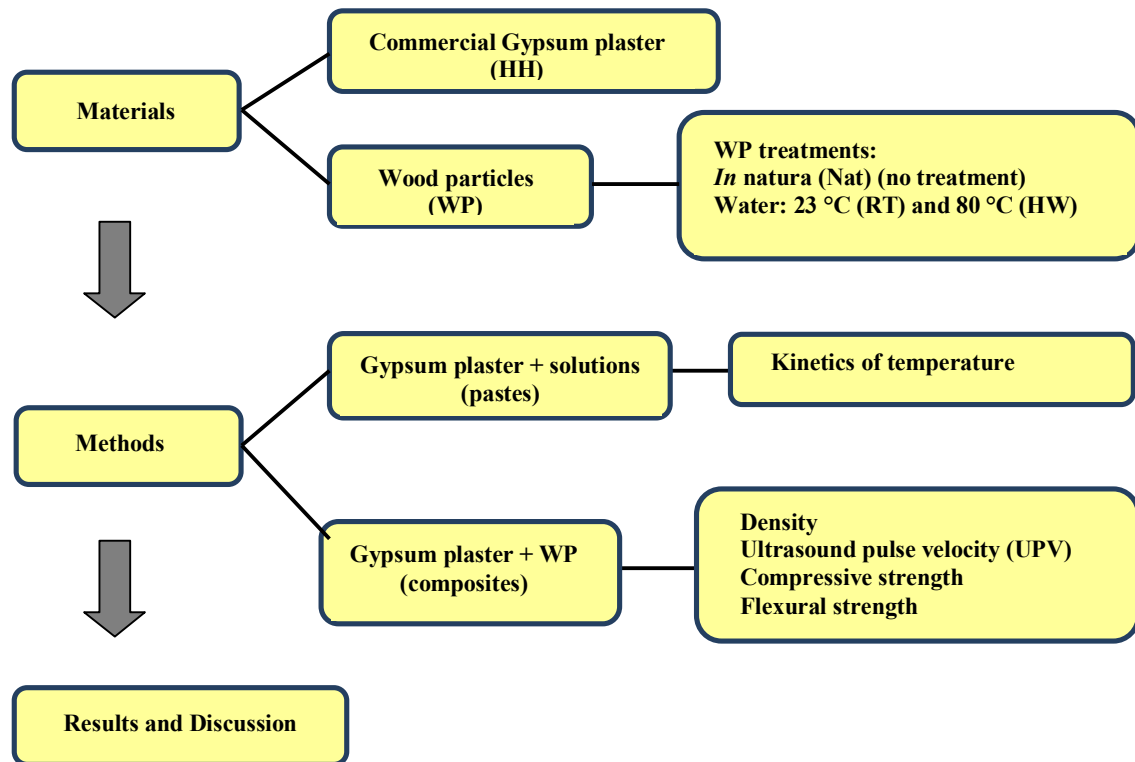 Commercial Gypsum plaster
(HH)
Materials
Wood particles
(WP)
WP treatments:
In natura (Nat) (no treatment)
Water: 23 °C (RT) and 80 °C (HW)
Gypsum plaster + solutions
(pastes)
Kinetics of temperature
Methods
Gypsum plaster + WP
(composites)
Density
Ultrasound pulse velocity (UPV)
Compressive strength
Flexural strength
Results and Discussion